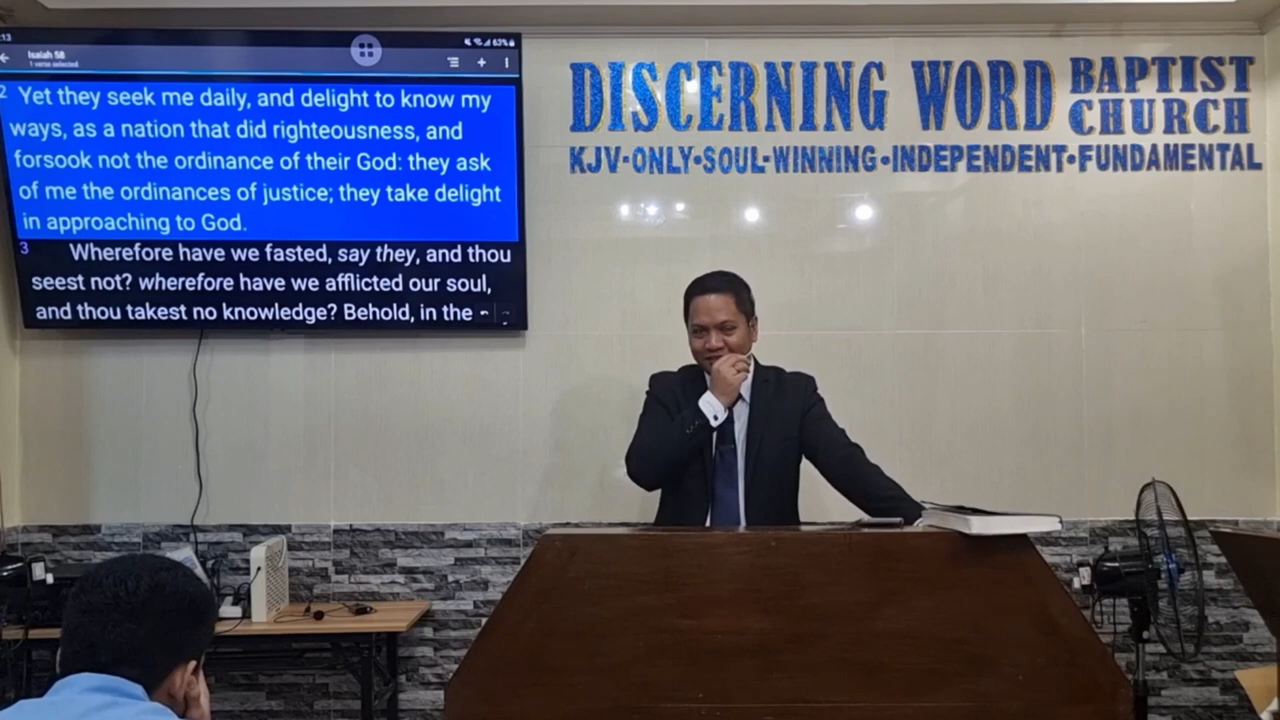 :13
63%
Isaiah 58
1 verse selected
2 Yet they seek me daily, and delight to know my
ways, as a nation that did righteousness, and
forsook not the ordinance of their God: they ask
of me the ordinances of justice; they take delight
in approaching to God.
3 Wherefore have we fasted, say they, and thou
seest not? wherefore have we afflicted our soul,
and thou takest no knowledge? Behold, in the
DISCERNING WORD BAPTIST
CHURCH
KJV-ONLY•SOUL-WINNING•INDEPENDENT•FUNDAMENTAL